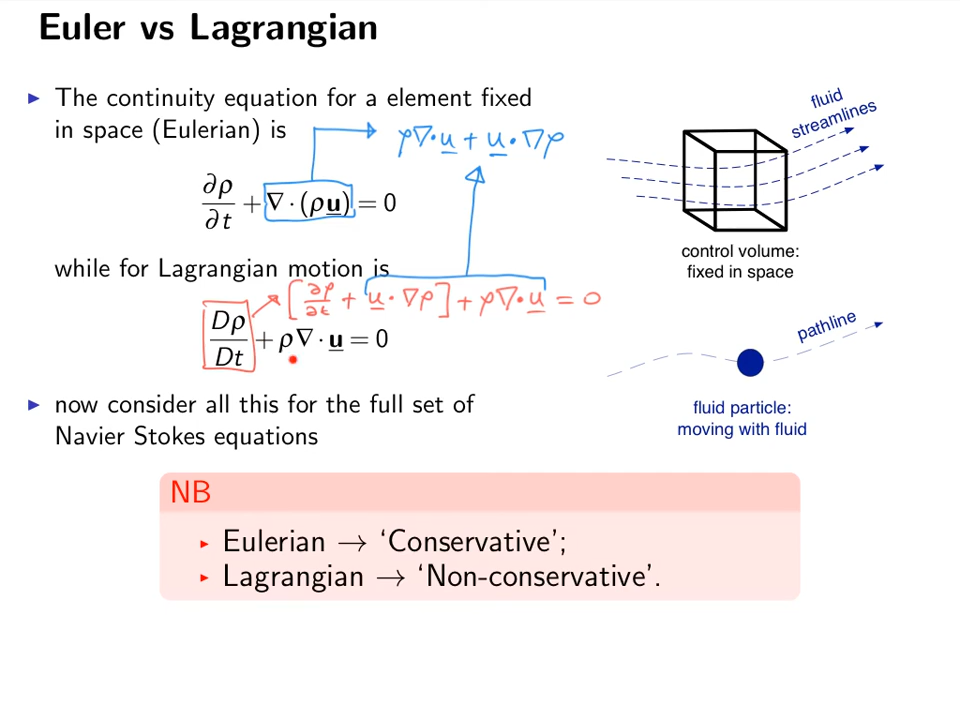 Euler vs Lagrangian
▶ The continuity equation for a element fixed
in space (Eulerian) is
ρ∇·u + u·∇ρ
∂ρ/∂t + ∇ · (ρu) = 0
while for Lagrangian motion is
[∂ρ/∂t + u · ∇ρ] + ρ∇·u = 0
Dρ/Dt + ρ∇ · u = 0
▶ now consider all this for the full set of
Navier Stokes equations
fluid
streamlines
control volume:
fixed in space
pathline
fluid particle:
moving with fluid
NB
▶ Eulerian → ‘Conservative’;
▶ Lagrangian → ‘Non-conservative’.